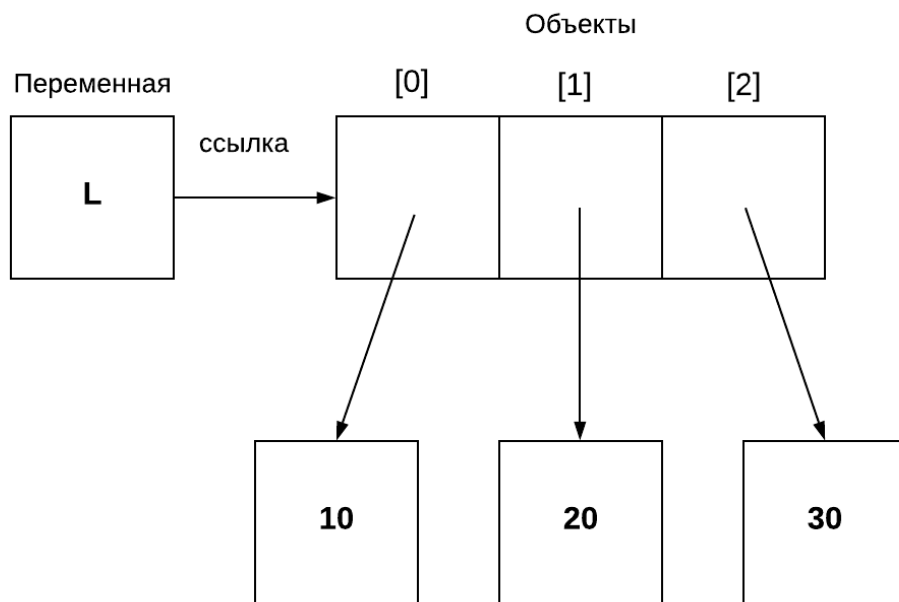 Объекты
Переменная
[0] [1] [2]
L
ссылка
10 20 30